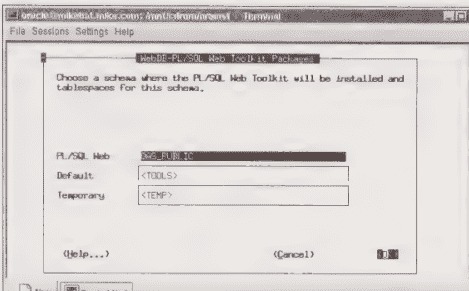 Terminal
File Sessions Settings Help
WebDB-PL/SQL Web Toolkit Packages
Choose a schema where the PL/SQL Web Toolkit will be installed and
tablespaces for this schema.
PL/SQL Web OWS_PUBLIC
Default <TOOLS>
Temporary <TEMP>
(Help...) (Cancel)